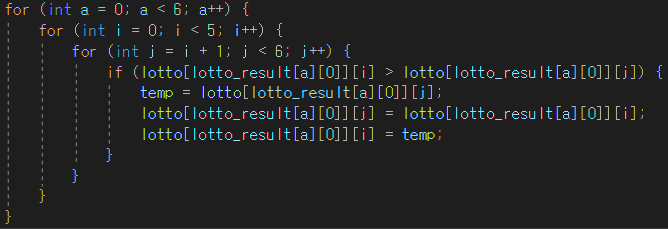 for (int a = 0; a < 6; a++) {
    for (int i = 0; i < 5; i++) {
        for (int j = i + 1; j < 6; j++) {
            if (lotto[lotto_result[a][0]][i] > lotto[lotto_result[a][0]][j]) {
                temp = lotto[lotto_result[a][0]][j];
                lotto[lotto_result[a][0]][j] = lotto[lotto_result[a][0]][i];
                lotto[lotto_result[a][0]][i] = temp;
            }
        }
    }
}